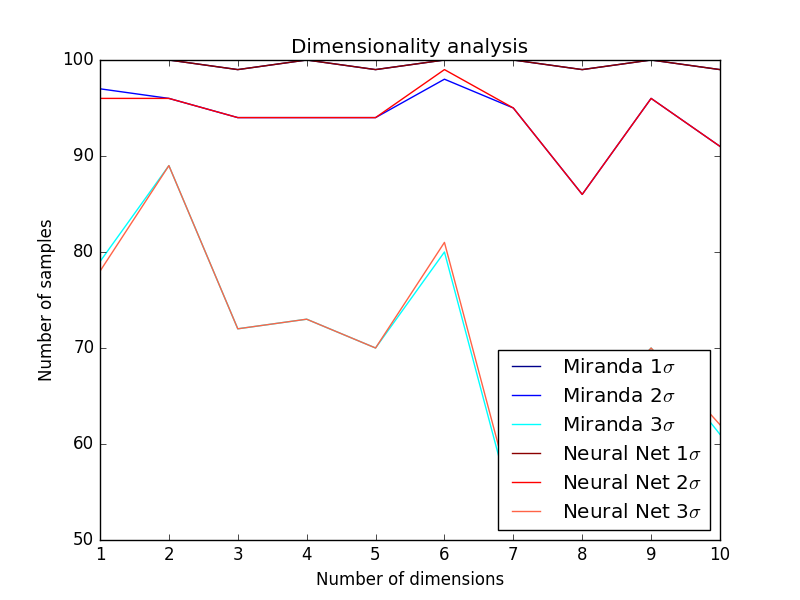 Dimensionality analysis
100
90
80
70
60
50
Number of samples
Miranda 1σ
Miranda 2σ
Miranda 3σ
Neural Net 1σ
Neural Net 2σ
Neural Net 3σ
1 2 3 4 5 6 7 8 9 10
Number of dimensions